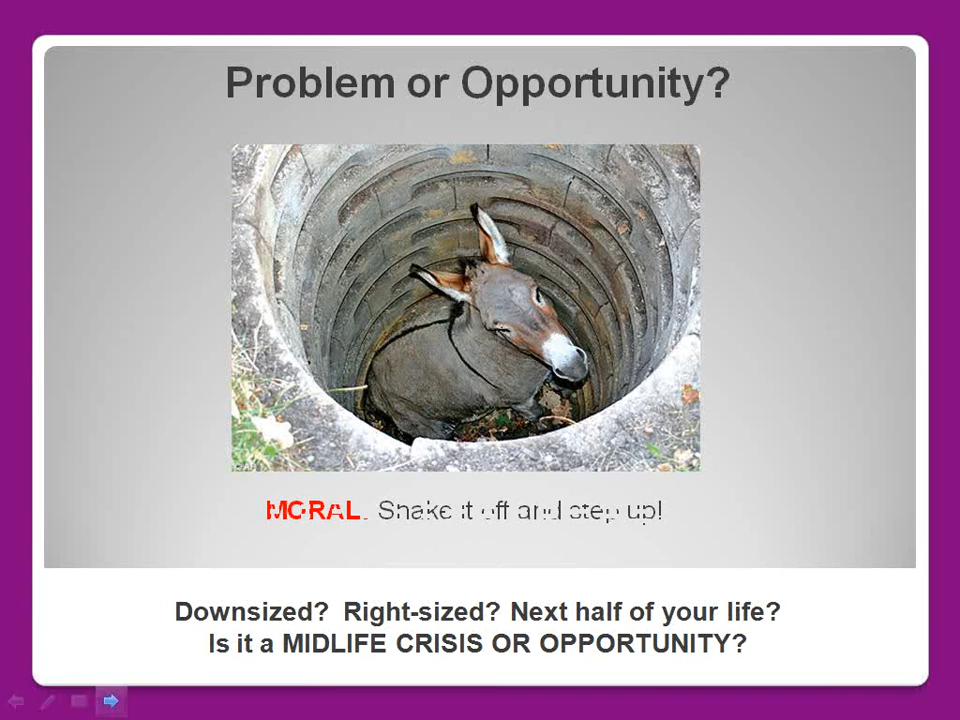 Problem or Opportunity?
MORAL. Shake it off and step up!
Downsized?  Right-sized? Next half of your life?
Is it a MIDLIFE CRISIS OR OPPORTUNITY?